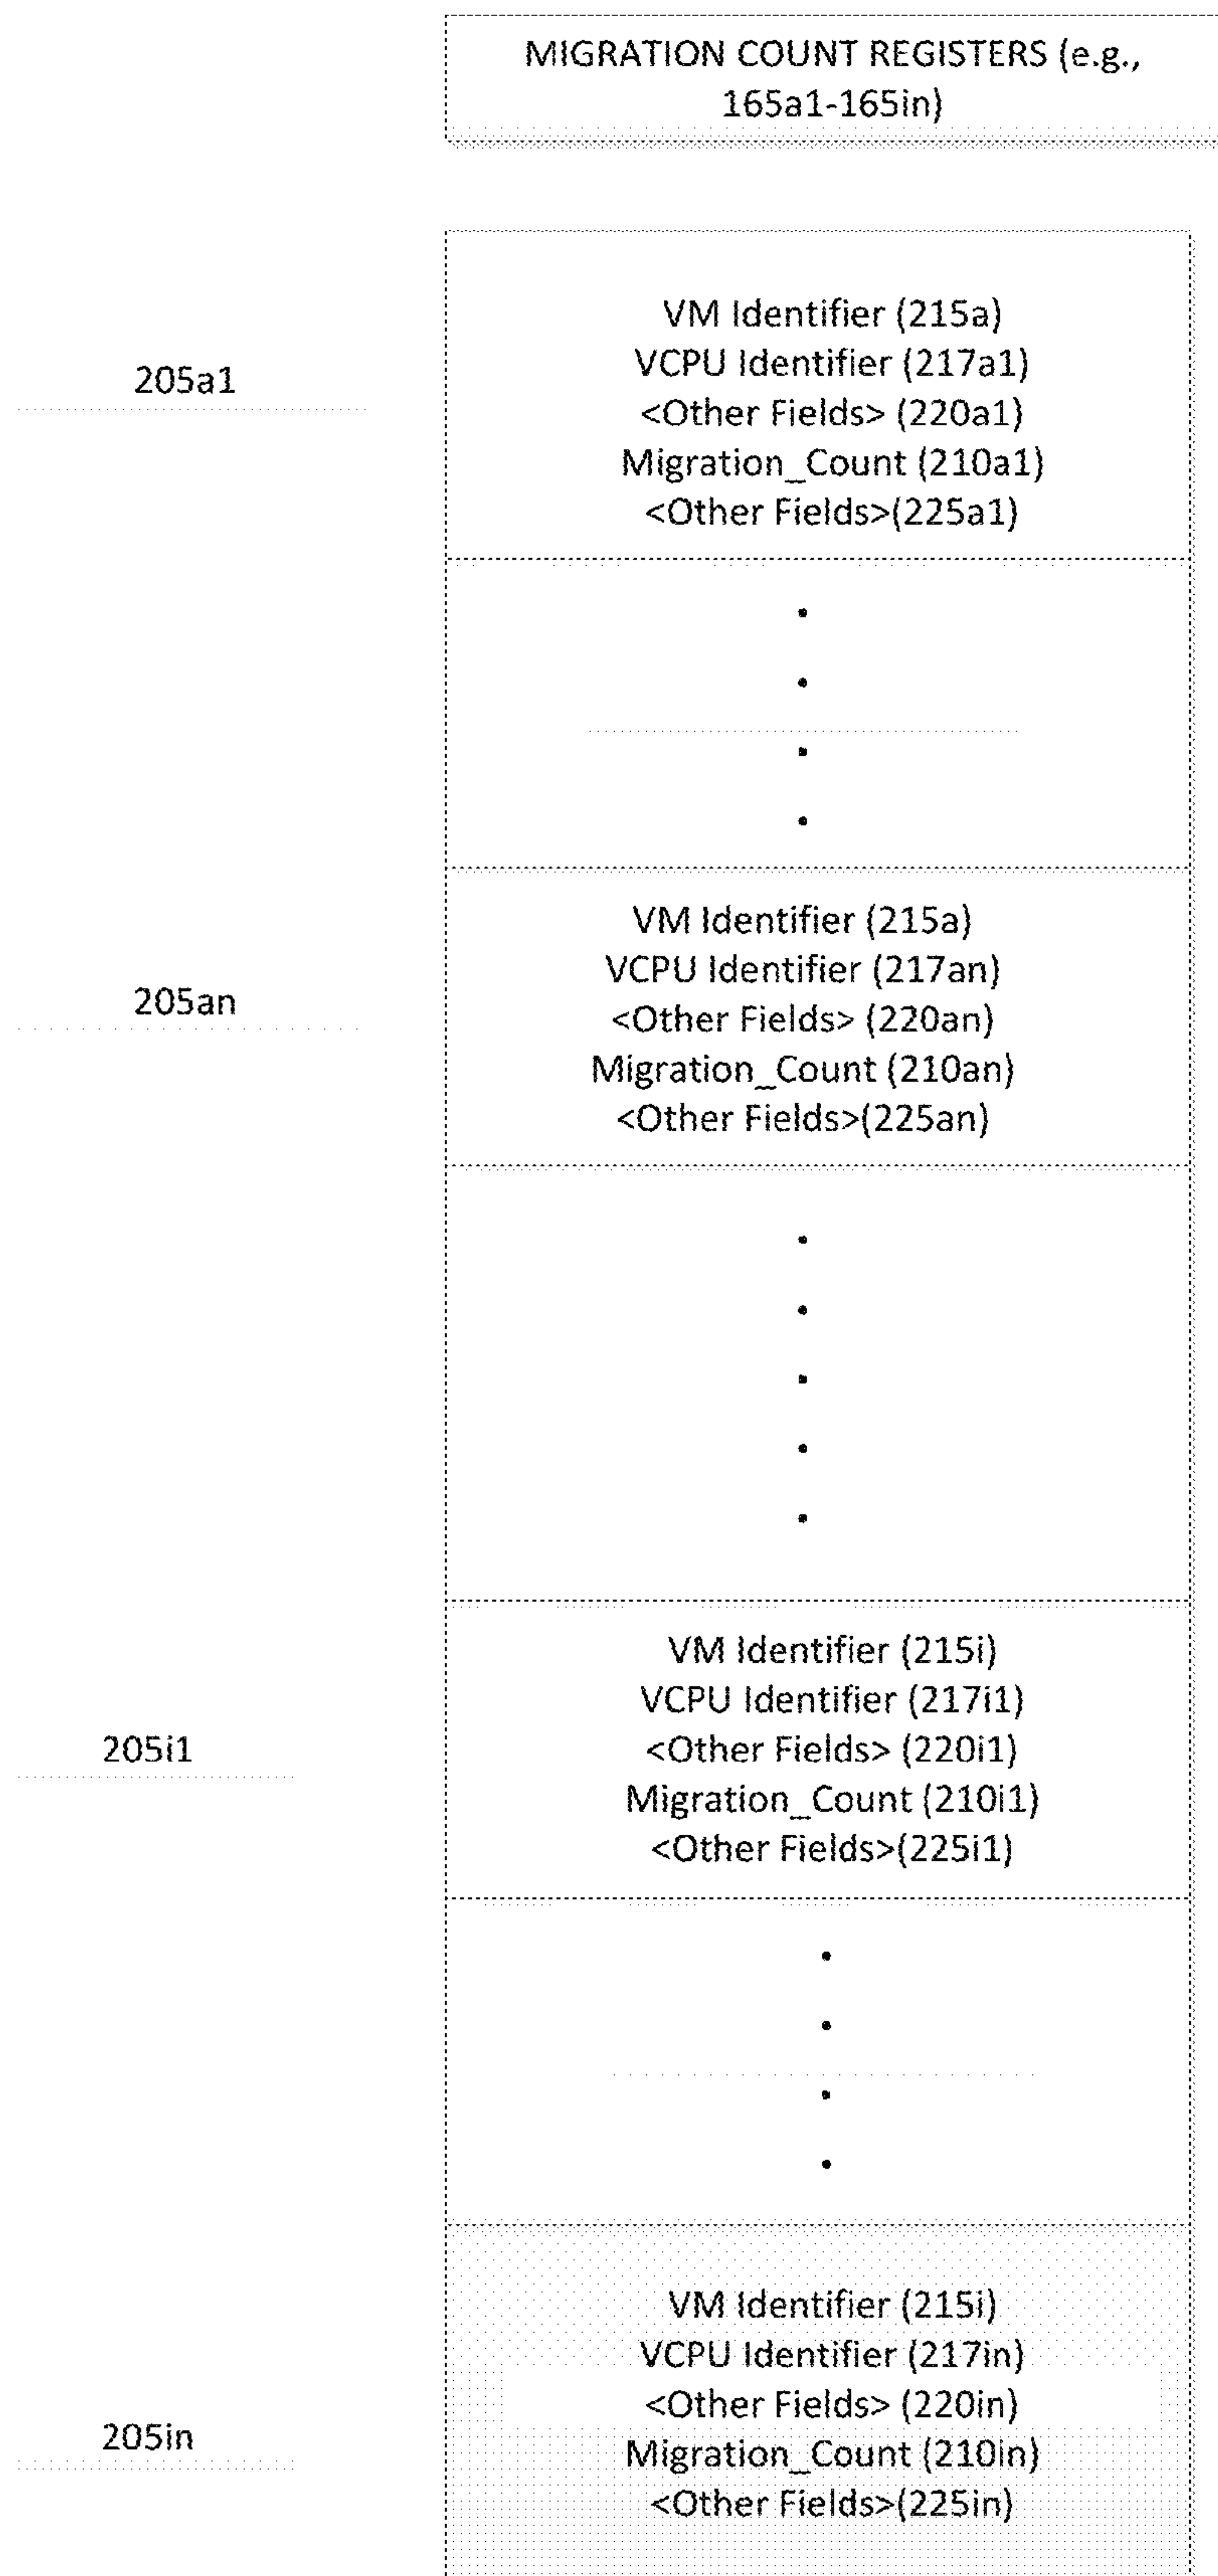 MIGRATION COUNT REGISTERS (e.g.,
165a1-165in)
VM Identifier (215a)
VCPU Identifier (217a1)
205a1
<Other Fields> (220a1)
Migration_Count (210a1)
<Other Fields>(225a1)
VM Identifier (215a)
VCPU Identifier (217an)
205an
<Other Fields> (220an)
Migration_Count (210an)
<Other Fields>(225an)
VM Identifier (215i)
VCPU Identifier (217i1)
205i1
<Other Fields> (220i1)
Migration_Count (210i1)
<Other Fields>(225i1)
VM Identifier (215i)
VCPU Identifier (217in)
<Other Fields> (220in)
205in
Migration_Count (210in)
<Other Fields>(225in)